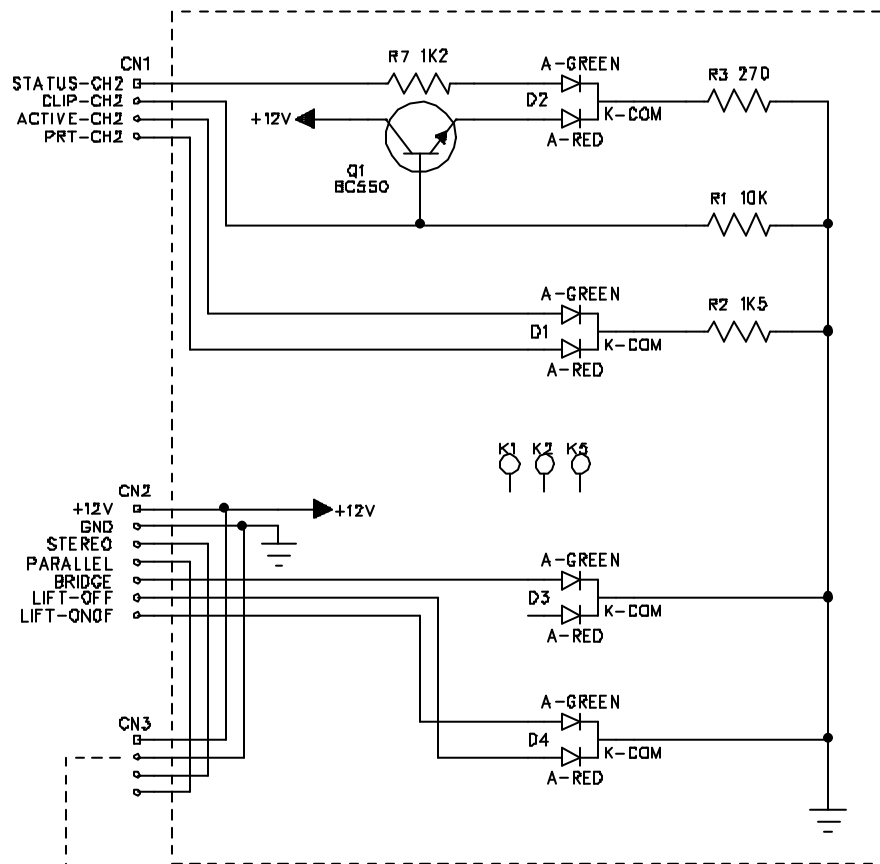 CN1
STATUS-CH2
CLIP-CH2
ACTIVE-CH2
PRT-CH2
R7 1K2
A-GREEN
D2
K-COM
A-RED
R3 270
+12V
Q1
BC550
R1 10K
A-GREEN
D1
K-COM
A-RED
R2 1K5
K1 K2 K5
CN2
+12V
GND
STEREO
PARALLEL
BRIDGE
LIFT-OFF
LIFT-ONOF
+12V
A-GREEN
D3
K-COM
A-RED
CN3
A-GREEN
D4
K-COM
A-RED